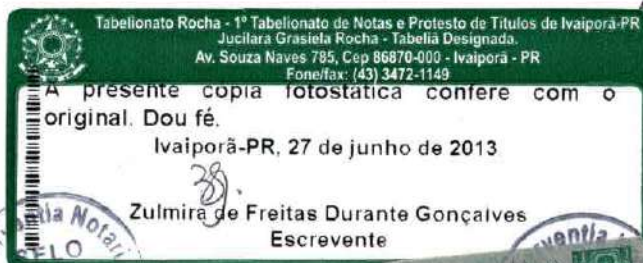 Tabelionato Rocha - 1º Tabelionato de Notas e Protesto de Títulos de Ivaiporã-PR
Jucilara Grasiela Rocha - Tabeliã Designada.
Av. Souza Naves 785, Cep 86870-000 - Ivaiporã - PR
Fone/fax: (43) 3472-1149
A presente cópia fotostática confere com o
original. Dou fé.
Ivaiporã-PR, 27 de junho de 2013
Zulmira de Freitas Durante Gonçalves
Escrevente